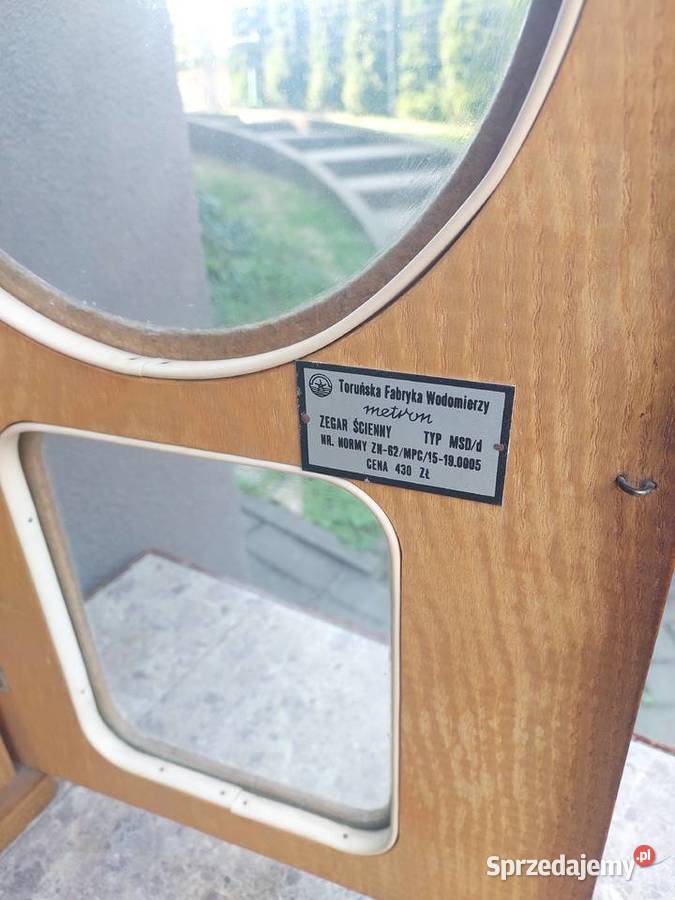 Toruńska Fabryka Wodomierzy
metron
ZEGAR ŚCIENNY TYP MSD/d
NR. NORMY ZN-62/MPC/15-19.0005
CENA 430 ZŁ
Sprzedajemy.pl